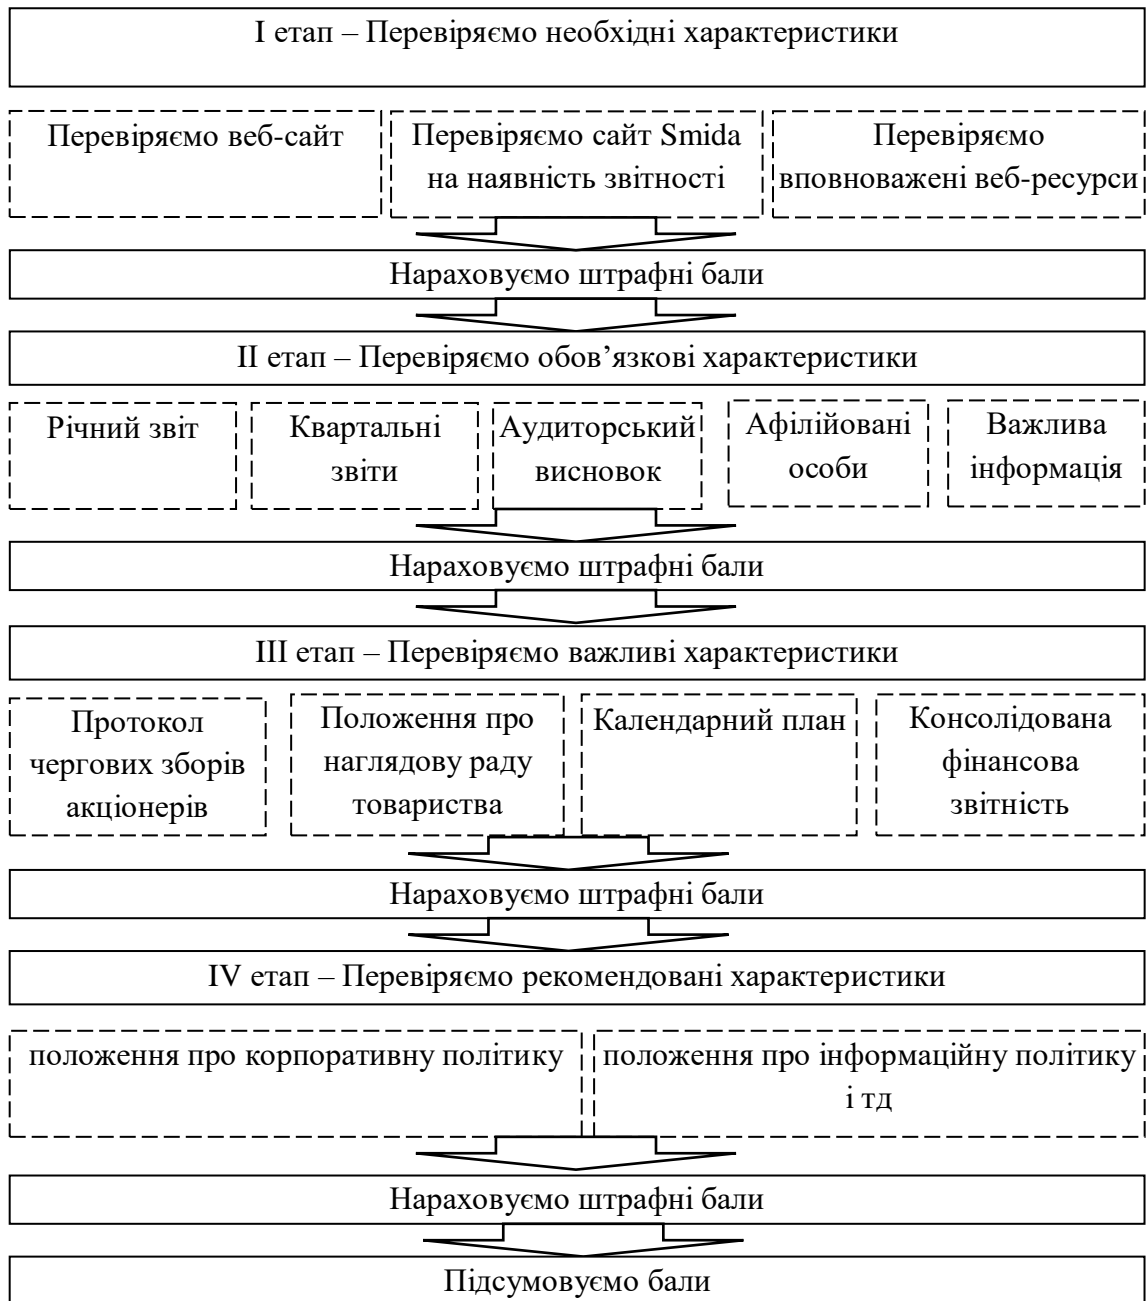 І етап – Перевіряємо необхідні характеристики
Перевіряємо веб-сайт
Перевіряємо сайт Smida
на наявність звітності
Перевіряємо
вповноважені веб-ресурси
Нараховуємо штрафні бали
ІІ етап – Перевіряємо обов’язкові характеристики
Річний звіт
Квартальні
звіти
Аудиторський
висновок
Афілійовані
особи
Важлива
інформація
Нараховуємо штрафні бали
ІІІ етап – Перевіряємо важливі характеристики
Протокол
чергових зборів
акціонерів
Положення про
наглядову раду
товариства
Календарний план
Консолідована
фінансова
звітність
Нараховуємо штрафні бали
IV етап – Перевіряємо рекомендовані характеристики
положення про корпоративну політику
положення про інформаційну політику
і тд
Нараховуємо штрафні бали
Підсумовуємо бали